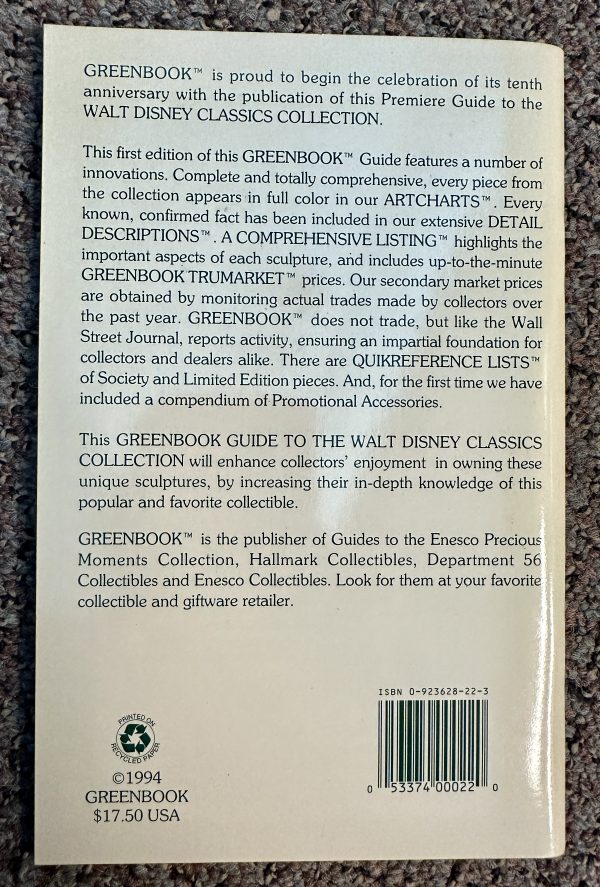 GREENBOOK™ is proud to begin the celebration of its tenth
anniversary with the publication of this Premiere Guide to the
WALT DISNEY CLASSICS COLLECTION.
This first edition of this GREENBOOK™ Guide features a number of
innovations. Complete and totally comprehensive, every piece from
the collection appears in full color in our ARTCHARTS™. Every
known, confirmed fact has been included in our extensive DETAIL
DESCRIPTIONS™. A COMPREHENSIVE LISTING™ highlights the
important aspects of each sculpture, and includes up-to-the-minute
GREENBOOK TRUMARKET™ prices. Our secondary market prices
are obtained by monitoring actual trades made by collectors over
the past year. GREENBOOK™ does not trade, but like the Wall
Street Journal, reports activity, ensuring an impartial foundation for
collectors and dealers alike. There are QUIKREFERENCE LISTS™
of Society and Limited Edition pieces. And, for the first time we have
included a compendium of Promotional Accessories.
This GREENBOOK GUIDE TO THE WALT DISNEY CLASSICS
COLLECTION will enhance collectors' enjoyment in owning these
unique sculptures, by increasing their in-depth knowledge of this
popular and favorite collectible.
GREENBOOK™ is the publisher of Guides to the Enesco Precious
Moments Collection, Hallmark Collectibles, Department 56
Collectibles and Enesco Collectibles. Look for them at your favorite
collectible and giftware retailer.
ISBN 0-923628-22-3
0 53374 00022 0
PRINTED ON
RECYCLED PAPER
©1994
GREENBOOK
$17.50 USA